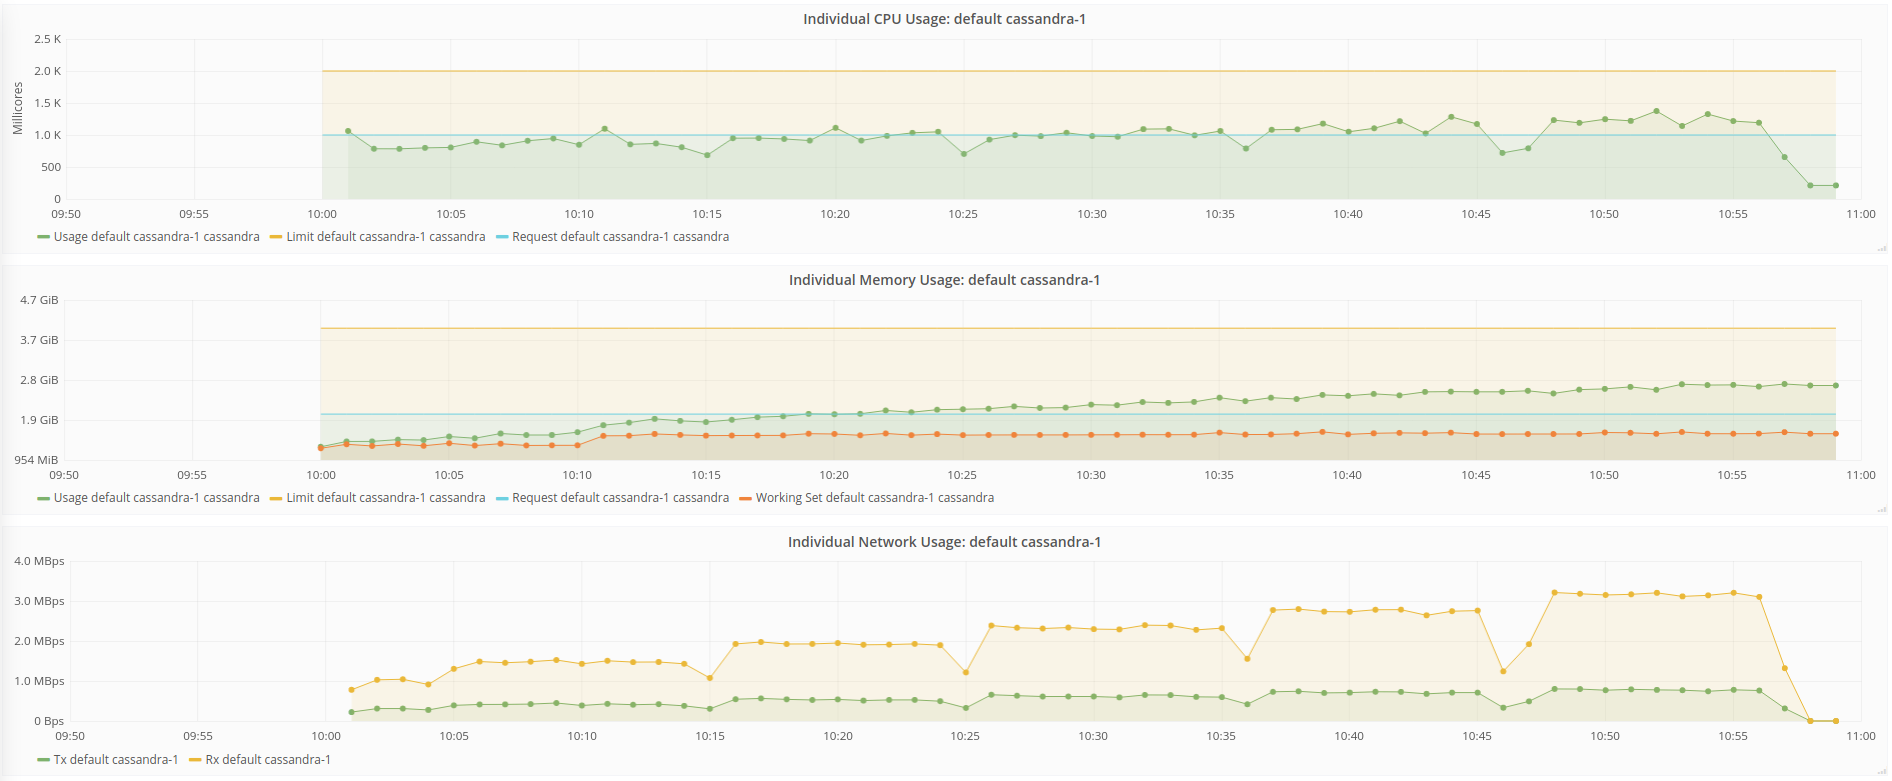 Individual CPU Usage: default cassandra-1
2.5 K
2.0 K
1.5 K
1.0 K
500
0
Millicores
09:50 09:55 10:00 10:05 10:10 10:15 10:20 10:25 10:30 10:35 10:40 10:45 10:50 10:55 11:00
Usage default cassandra-1 cassandra Limit default cassandra-1 cassandra Request default cassandra-1 cassandra
Individual Memory Usage: default cassandra-1
4.7 GiB
3.7 GiB
2.8 GiB
1.9 GiB
954 MiB
09:50 09:55 10:00 10:05 10:10 10:15 10:20 10:25 10:30 10:35 10:40 10:45 10:50 10:55 11:00
Usage default cassandra-1 cassandra Limit default cassandra-1 cassandra Request default cassandra-1 cassandra Working Set default cassandra-1 cassandra
Individual Network Usage: default cassandra-1
4.0 MBps
3.0 MBps
2.0 MBps
1.0 MBps
0 Bps
09:50 09:55 10:00 10:05 10:10 10:15 10:20 10:25 10:30 10:35 10:40 10:45 10:50 10:55 11:00
Tx default cassandra-1 Rx default cassandra-1